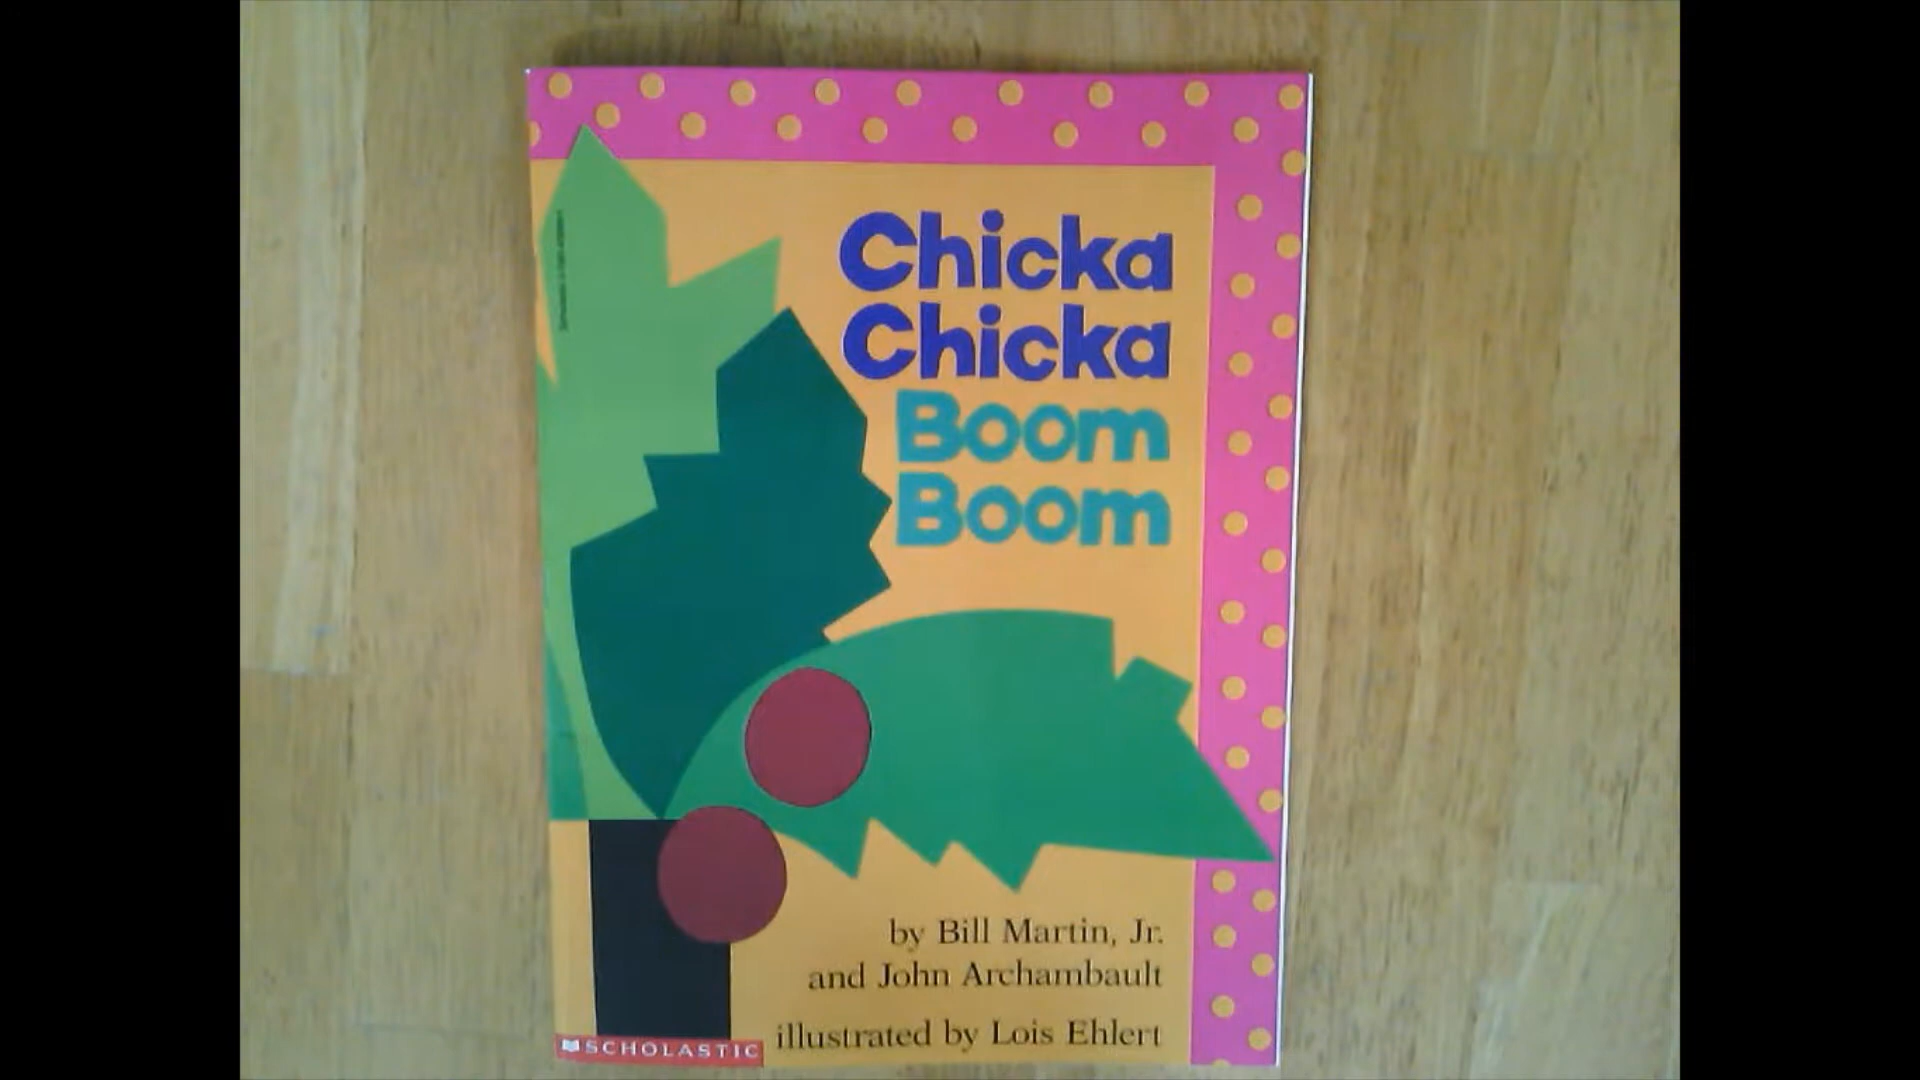 Chicka
Chicka
Boom
Boom
by Bill Martin, Jr.
and John Archambault
illustrated by Lois Ehlert
SCHOLASTIC